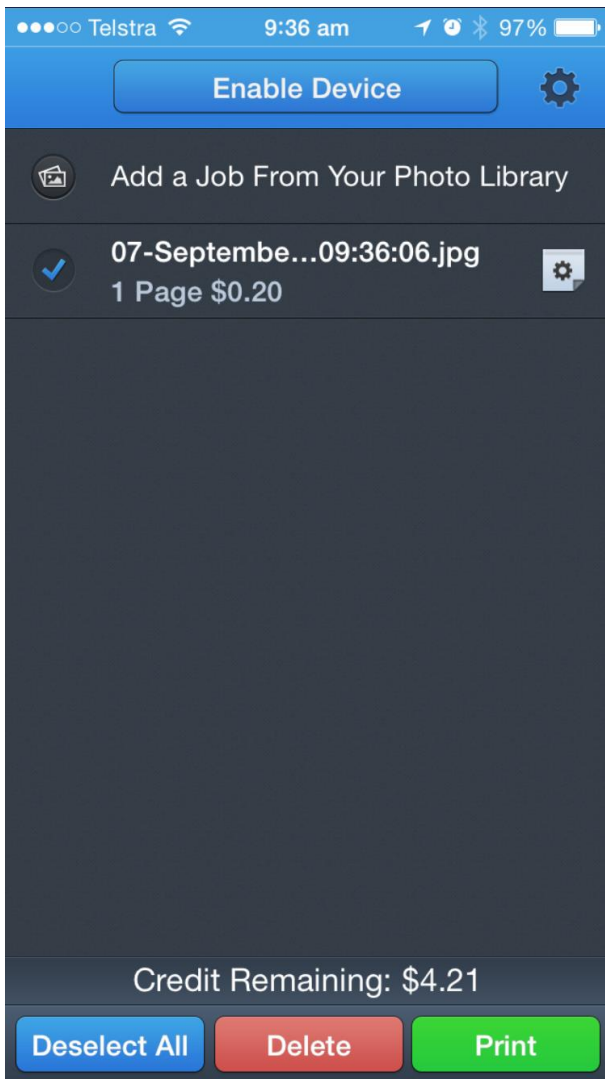 Telstra 9:36 am 97%
Enable Device
Add a Job From Your Photo Library
07-Septembe...09:36:06.jpg
1 Page $0.20
Credit Remaining: $4.21
Deselect All Delete Print